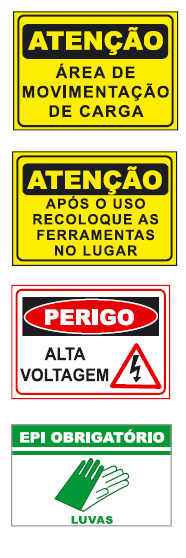 ATENÇÃO
ÁREA DE
MOVIMENTAÇÃO
DE CARGA
ATENÇÃO
APÓS O USO
RECOLOQUE AS
FERRAMENTAS
NO LUGAR
PERIGO
ALTA
VOLTAGEM
EPI OBRIGATÓRIO
LUVAS